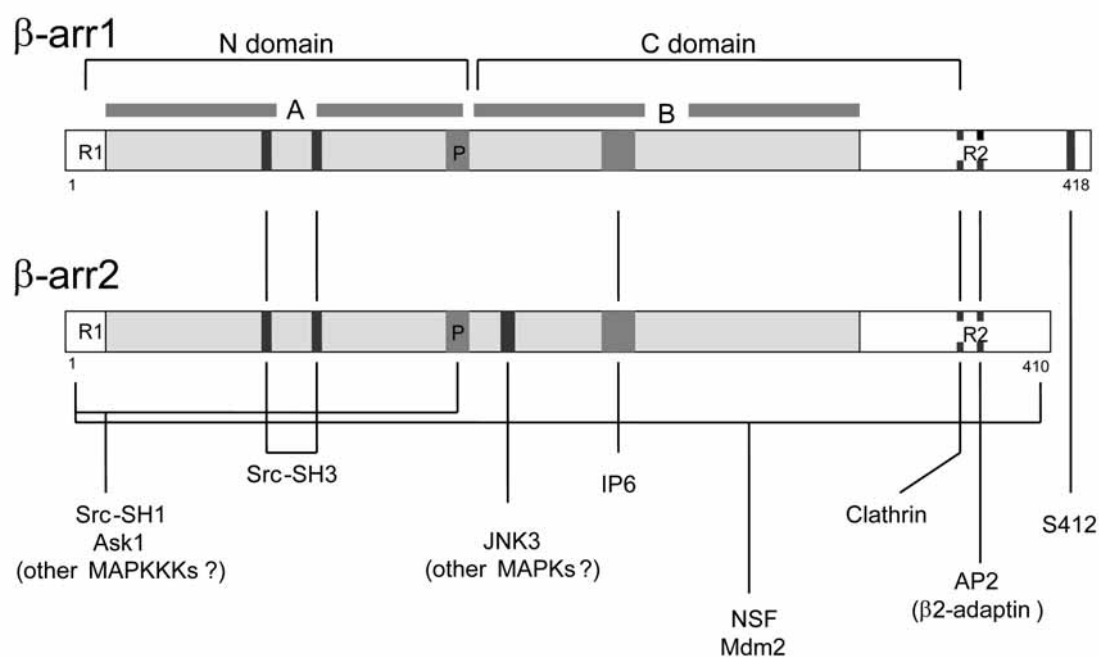 β-arr1
N domain
C domain
A
B
R1
P
R2
1
418
β-arr2
R1
P
R2
1
410
Src-SH3
IP6
Src-SH1
Ask1
(other MAPKKKs ?)
JNK3
(other MAPKs ?)
Clathrin
S412
AP2
(β2-adaptin )
NSF
Mdm2